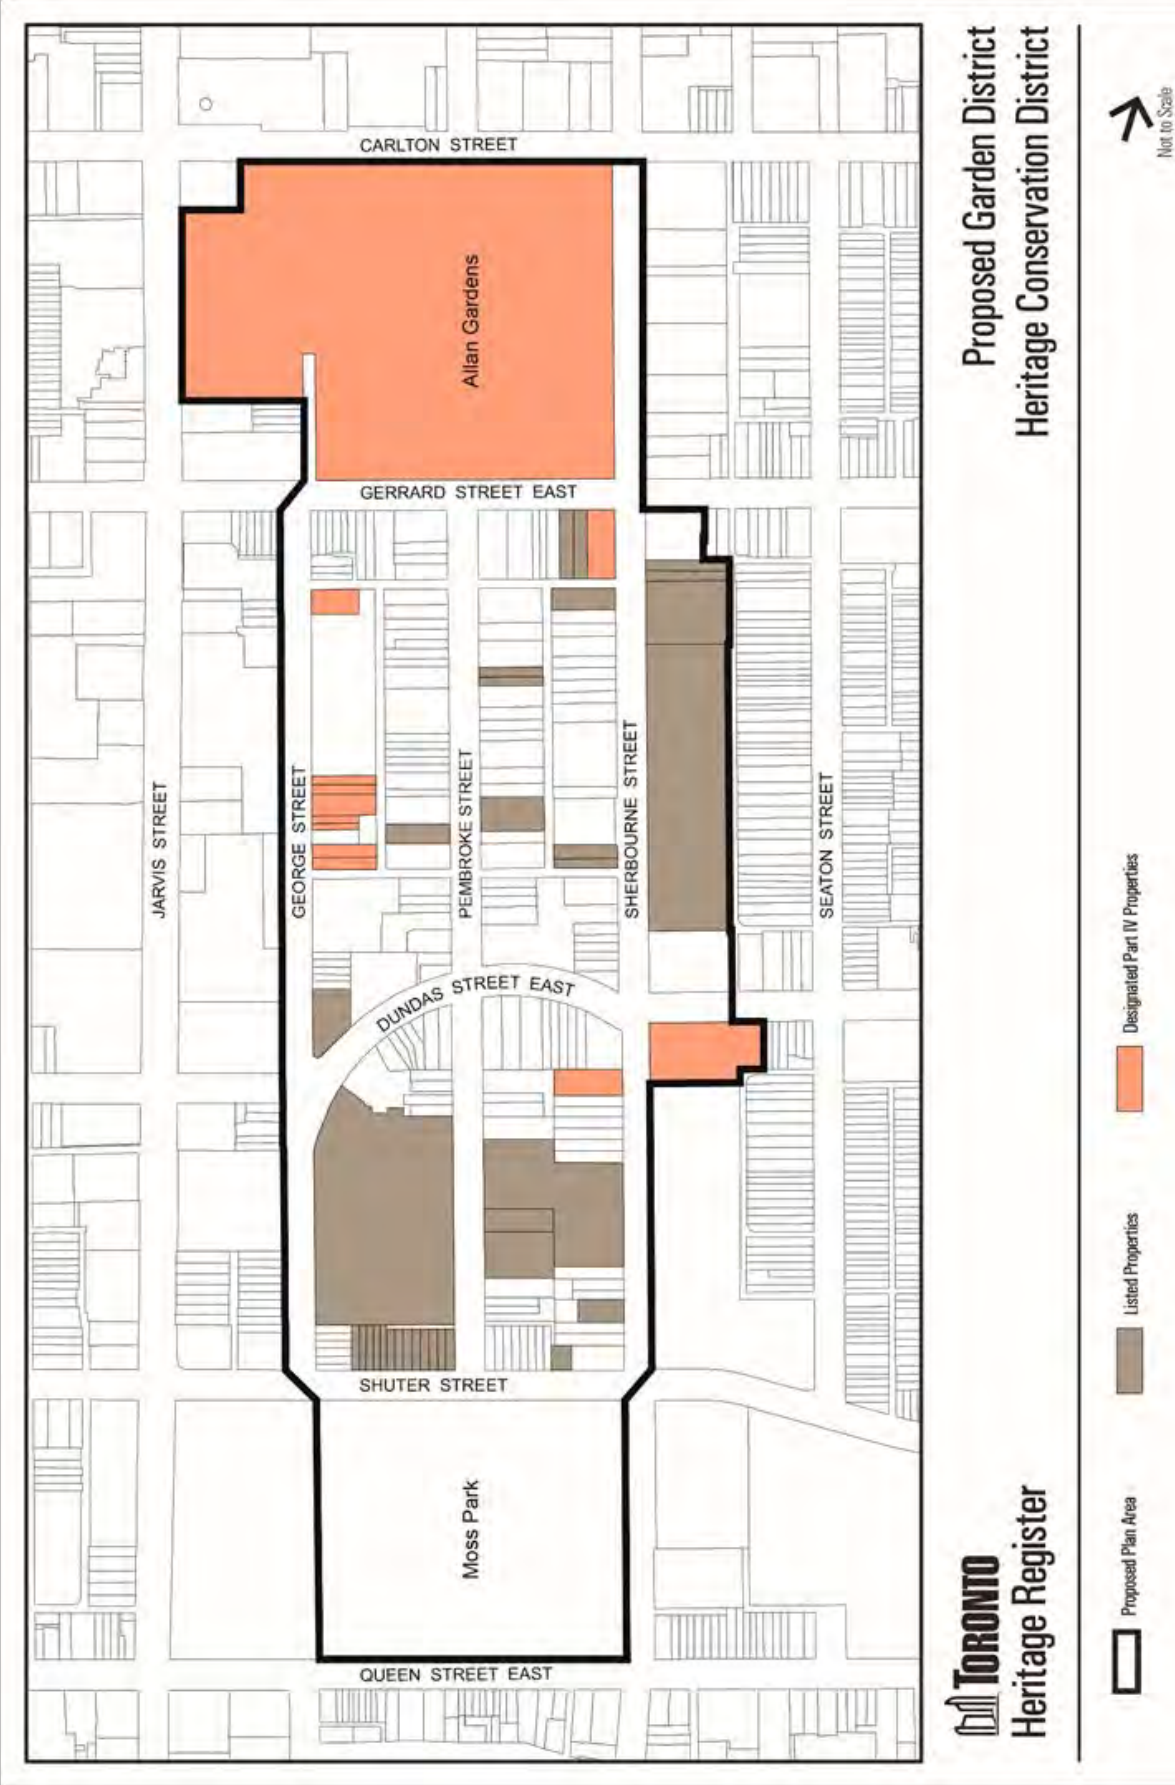 CARLTON STREET
Allan Gardens
GERRARD STREET EAST
JARVIS STREET
GEORGE STREET
PEMBROKE STREET
SHERBOURNE STREET
SEATON STREET
DUNDAS STREET EAST
SHUTER STREET
Moss Park
QUEEN STREET EAST
TORONTO
Heritage Register
Proposed Garden District
Heritage Conservation District
Proposed Plan Area
Listed Properties
Designated Part IV Properties
Not to Scale